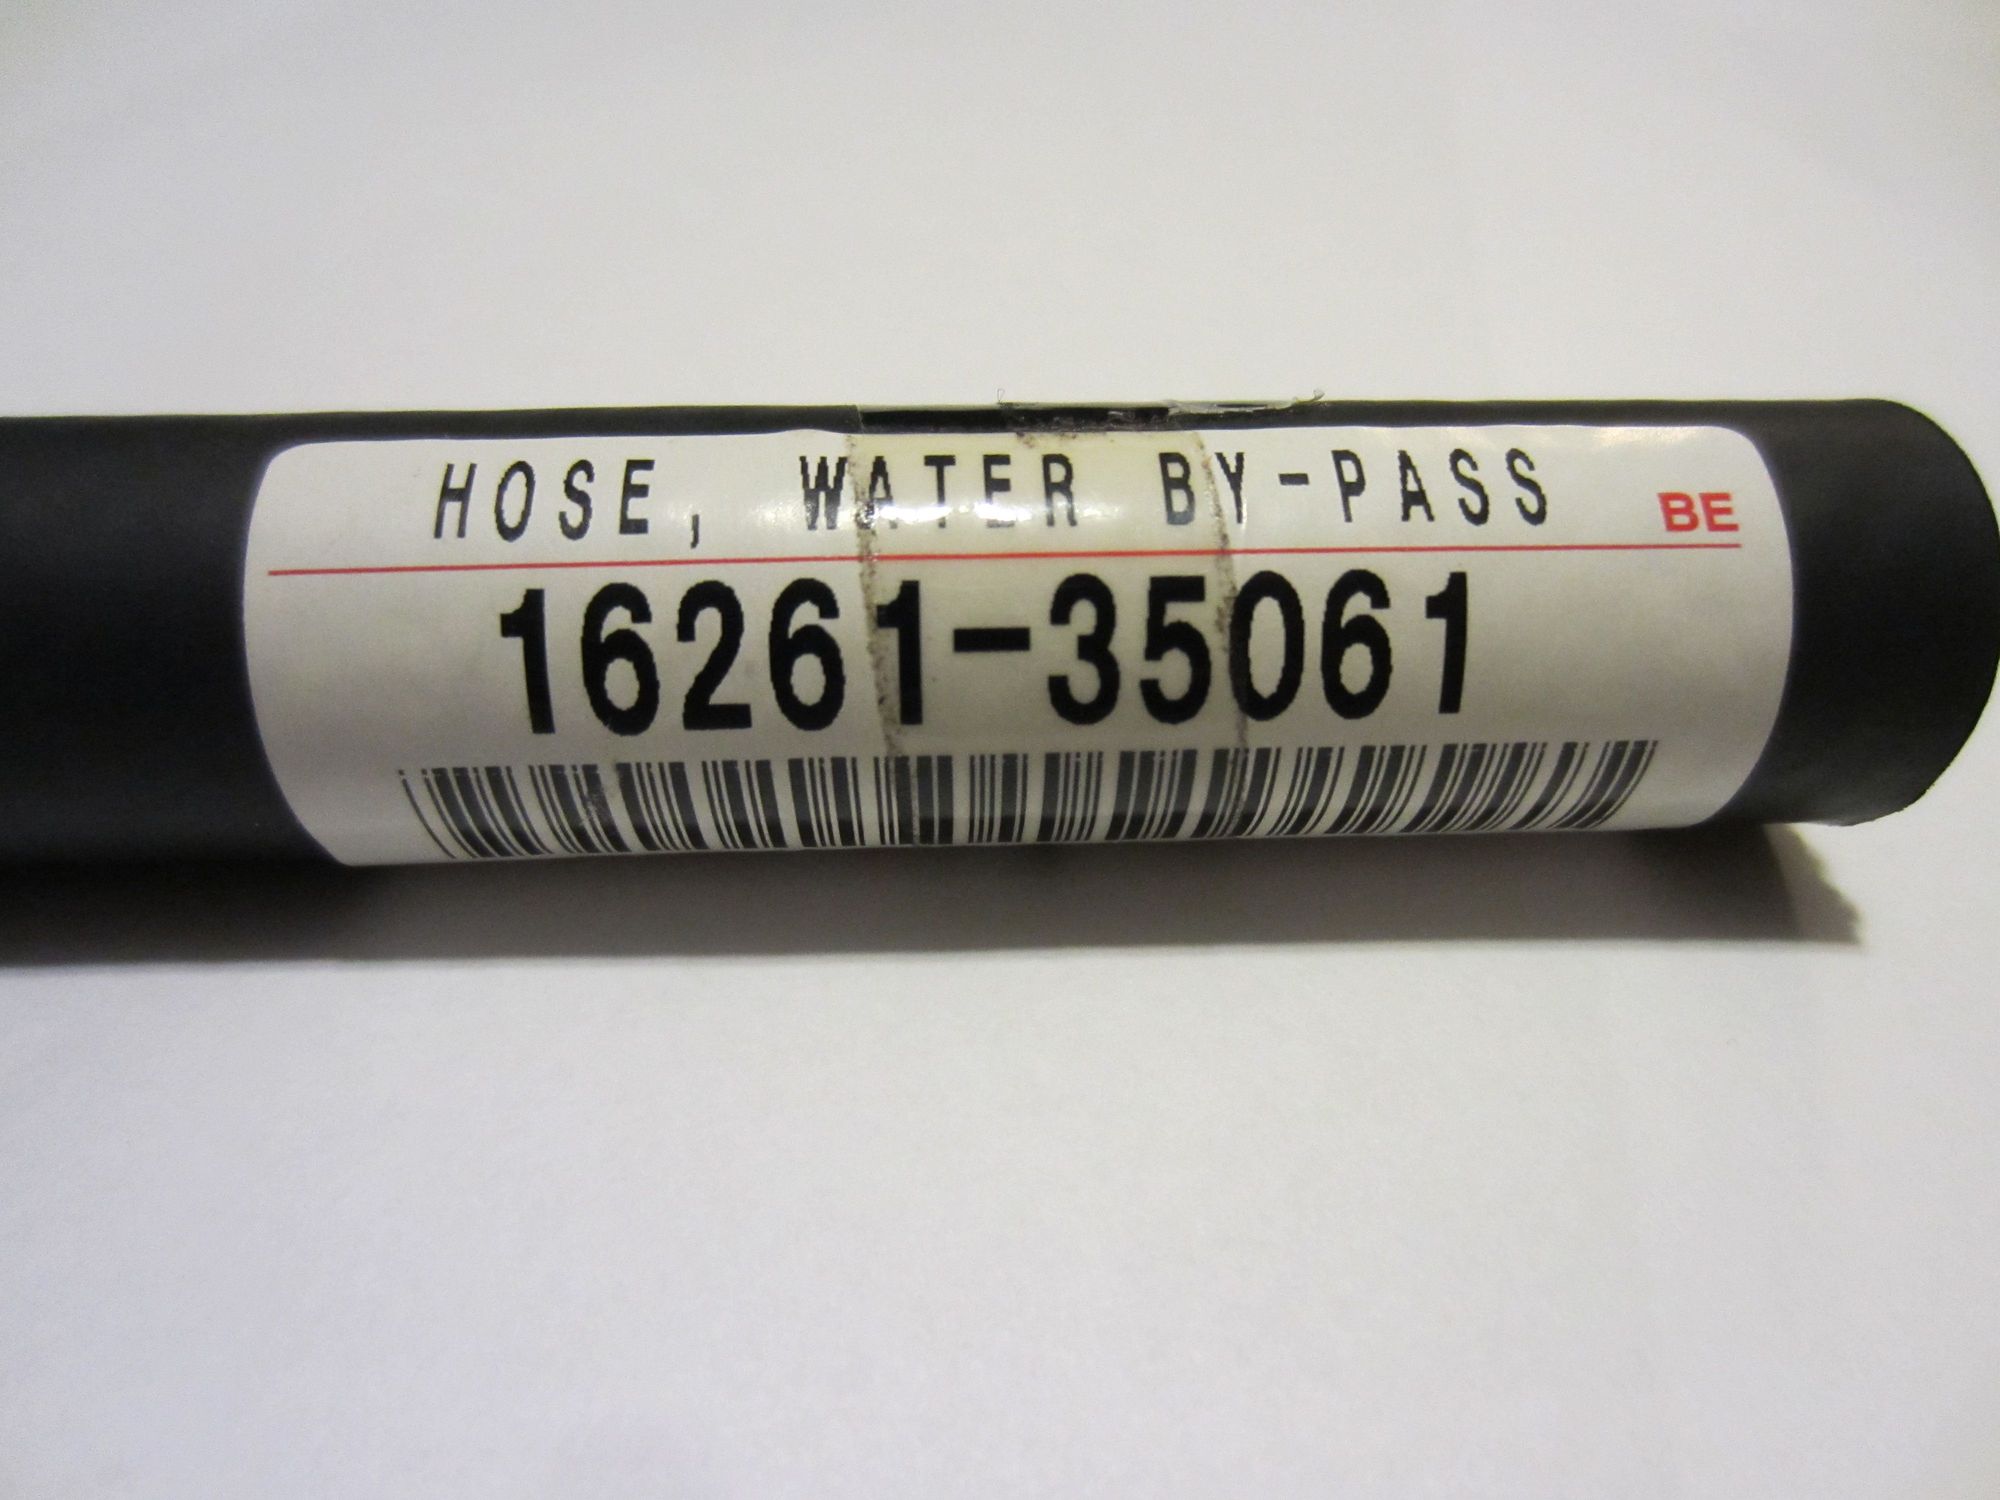 HOSE, WATER BY-PASS
BE
16261-35061